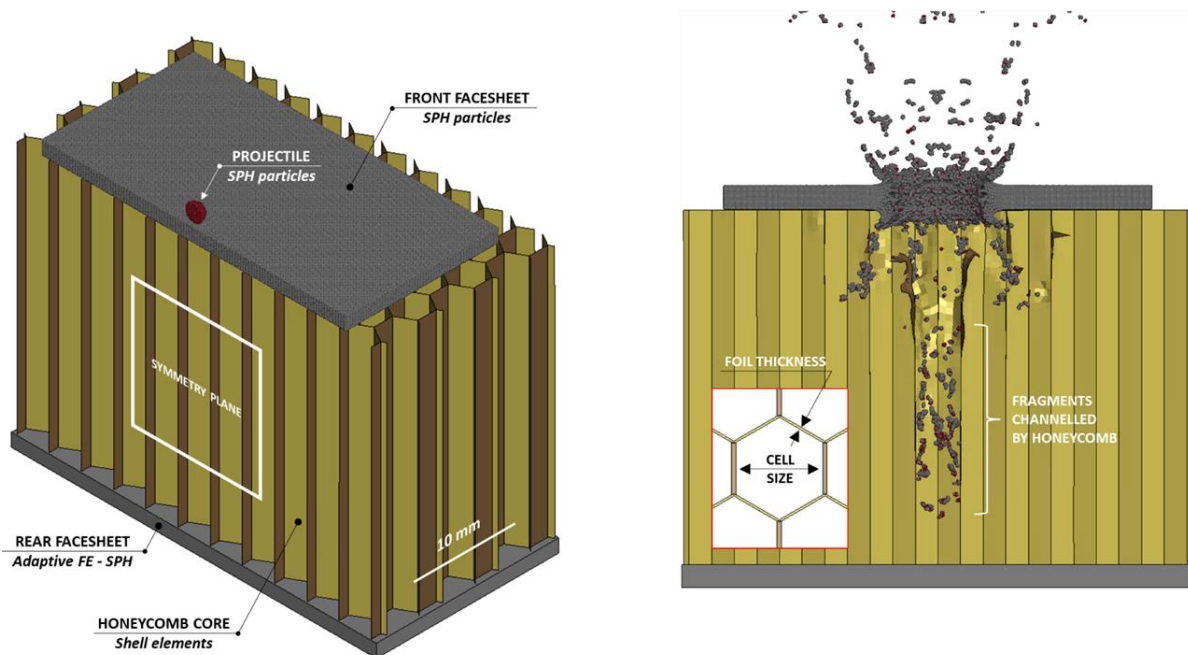 FRONT FACESHEET
SPH particles
PROJECTILE
SPH particles
SYMMETRY PLANE
10 mm
REAR FACESHEET
Adaptive FE - SPH
HONEYCOMB CORE
Shell elements
FOIL THICKNESS
CELL
SIZE
FRAGMENTS
CHANNELLED
BY HONEYCOMB